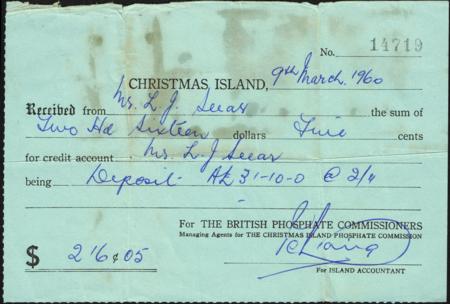 No. 14719
CHRISTMAS ISLAND, 9th March. 1960
Received from Mr. L. J. Sears the sum of
Two Hd Sixteen dollars Five cents
for credit account Mr. L. J Sears
being Deposit A£ 31-10-0 @ 2/4
For THE BRITISH PHOSPHATE COMMISSIONERS
Managing Agents for THE CHRISTMAS ISLAND PHOSPHATE COMMISSION
$ 216 ¢ 05
For ISLAND ACCOUNTANT